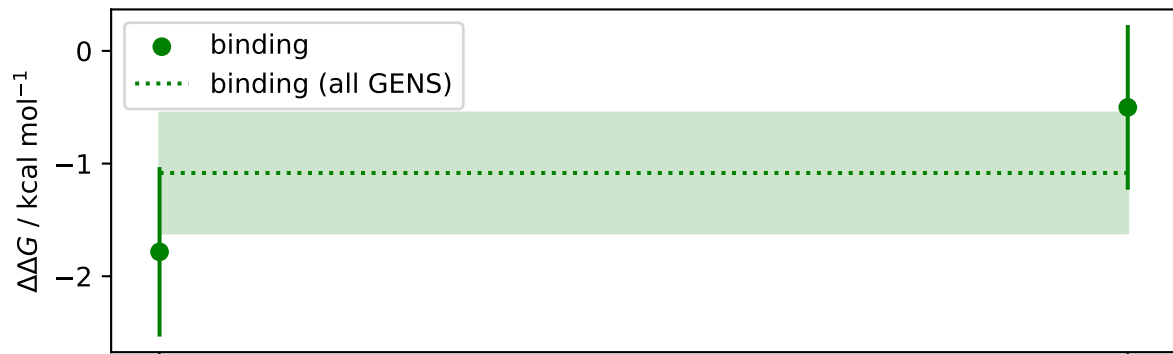 0
−1
−2
ΔΔG / kcal mol⁻¹
binding
binding (all GENS)